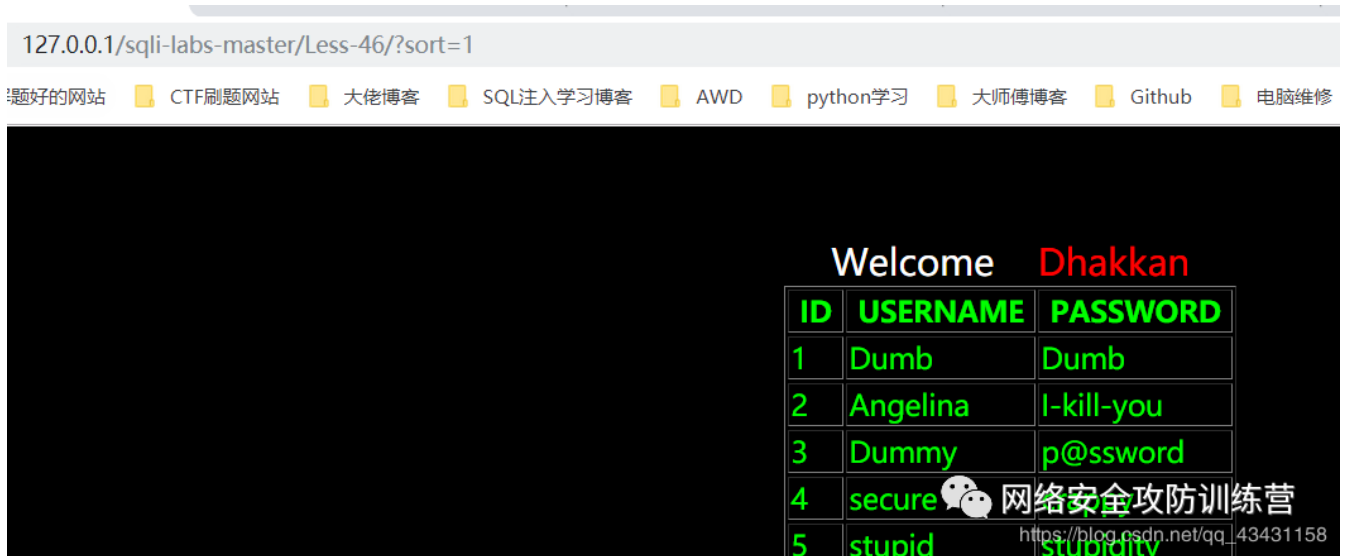 127.0.0.1/sqli-labs-master/Less-46/?sort=1
题好的网站 CTF刷题网站 大佬博客 SQL注入学习博客 AWD python学习 大师傅博客 Github 电脑维修
Welcome Dhakkan
ID USERNAME PASSWORD
1 Dumb Dumb
2 Angelina I-kill-you
3 Dummy p@ssword
4 secure
网络安全攻防训练营
5 stupid stupidity
https://blog.csdn.net/qq_43431158